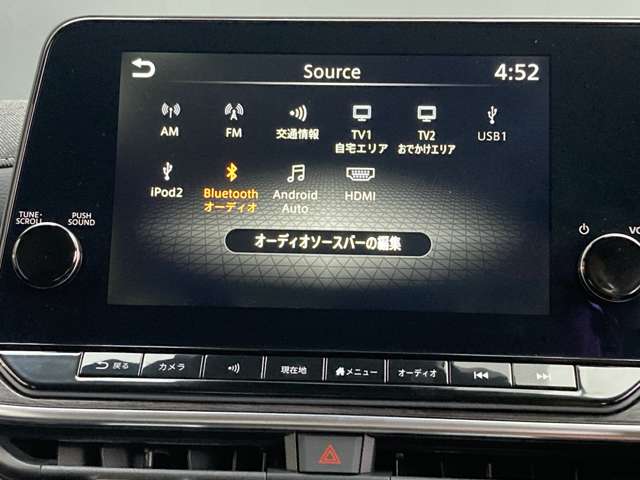 Source
4:52
AM
FM
交通情報
TV1
自宅エリア
TV2
おでかけエリア
USB1
iPod2
Bluetooth
オーディオ
Android
Auto
HDMI
オーディオソースバーの編集
TUNE・
SCROLL
PUSH
SOUND
戻る
カメラ
現在地
メニュー
オーディオ